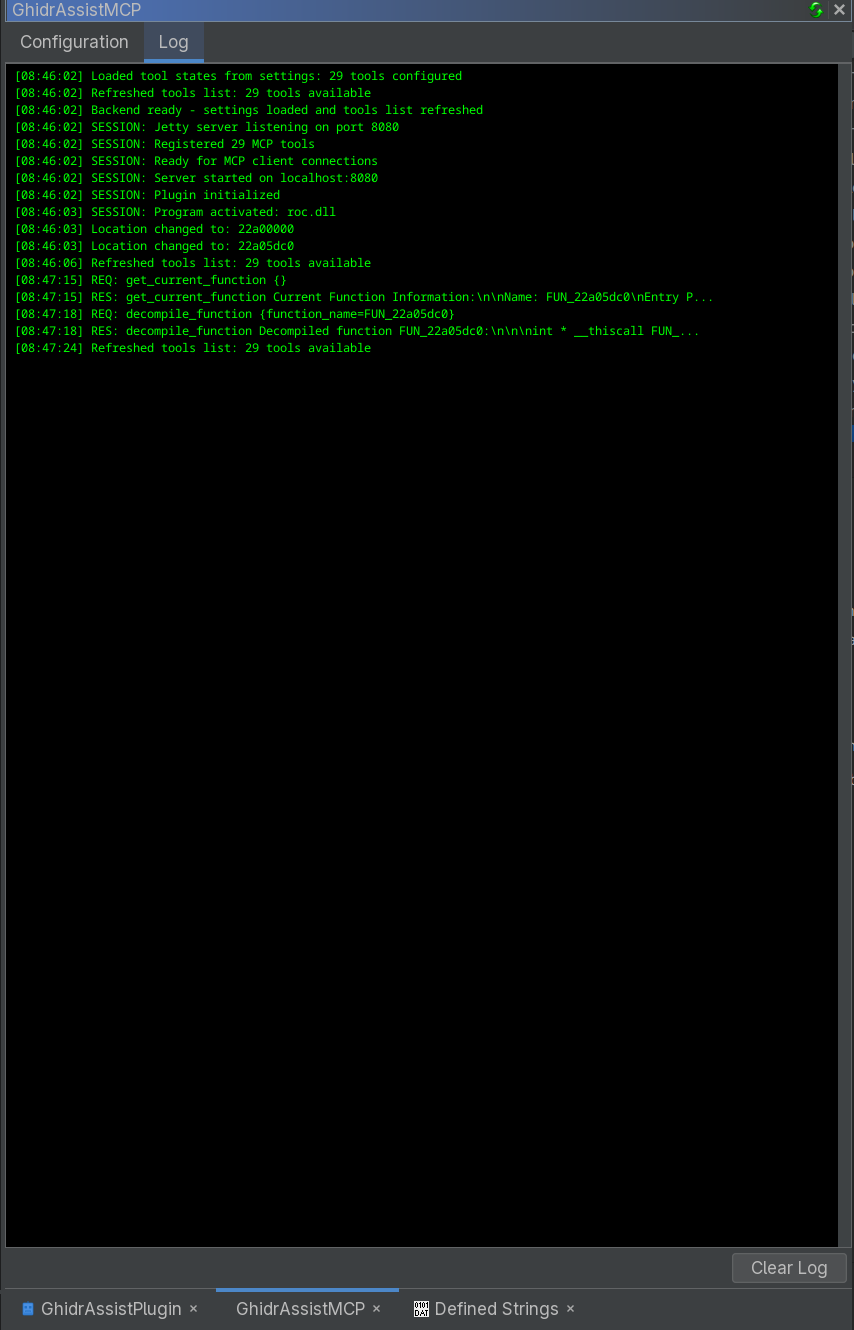 GhidrAssistMCP
Configuration Log
[08:46:02] Loaded tool states from settings: 29 tools configured
[08:46:02] Refreshed tools list: 29 tools available
[08:46:02] Backend ready - settings loaded and tools list refreshed
[08:46:02] SESSION: Jetty server listening on port 8080
[08:46:02] SESSION: Registered 29 MCP tools
[08:46:02] SESSION: Ready for MCP client connections
[08:46:02] SESSION: Server started on localhost:8080
[08:46:02] SESSION: Plugin initialized
[08:46:03] SESSION: Program activated: roc.dll
[08:46:03] Location changed to: 22a00000
[08:46:03] Location changed to: 22a05dc0
[08:46:06] Refreshed tools list: 29 tools available
[08:47:15] REQ: get_current_function {}
[08:47:15] RES: get_current_function Current Function Information:\n\nName: FUN_22a05dc0\nEntry P...
[08:47:18] REQ: decompile_function {function_name=FUN_22a05dc0}
[08:47:18] RES: decompile_function Decompiled function FUN_22a05dc0:\n\n\nint * __thiscall FUN_...
[08:47:24] Refreshed tools list: 29 tools available
Clear Log
GhidrAssistPlugin × GhidrAssistMCP × 0101 DAT Defined Strings ×